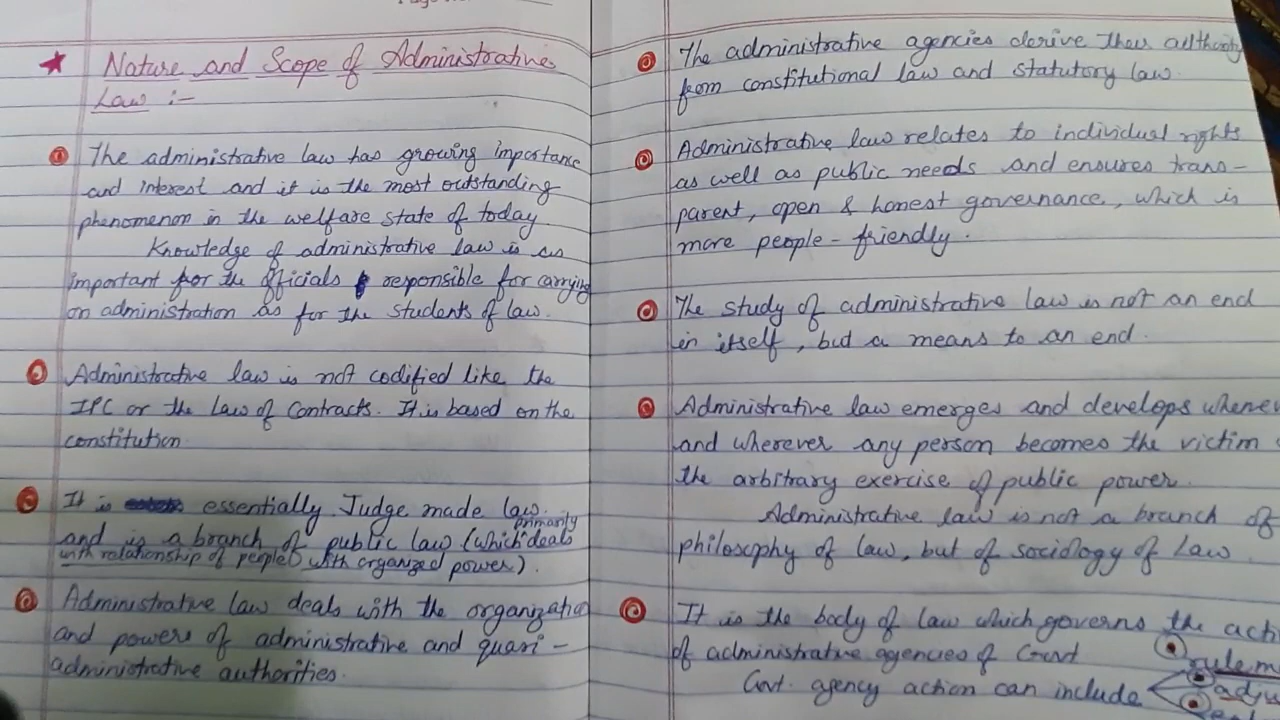 Nature and Scope of Administrative
Law :-
The administrative law has growing importance
and interest and it is the most outstanding
phenomenon in the welfare state of today
Knowledge of administrative law is as
important for the officials responsible for carrying
on administration as for the students of law.
Administrative law is not codified like the
IPC or the Law of Contracts. It is based on the
constitution
It is essentially Judge made law.
and is a branch of public law (which primarily deals
with relationship of people with organized power).
Administrative law deals with the organization
and powers of administrative and quasi -
administrative authorities.
The administrative agencies derive their authority
from constitutional law and statutory law.
Administrative law relates to individual rights
as well as public needs and ensures trans-
parent, open & honest governance, which is
more people - friendly.
The study of administrative law is not an end
in itself, but a means to an end.
Administrative law emerges and develops whenev
and wherever any person becomes the victim
the arbitrary exercise of public power.
Administrative law is not a branch of
philosophy of law, but of sociology of Law
It is the body of law which governs the acti
of administrative agencies of Govt
rule m
Govt. agency action can include adju